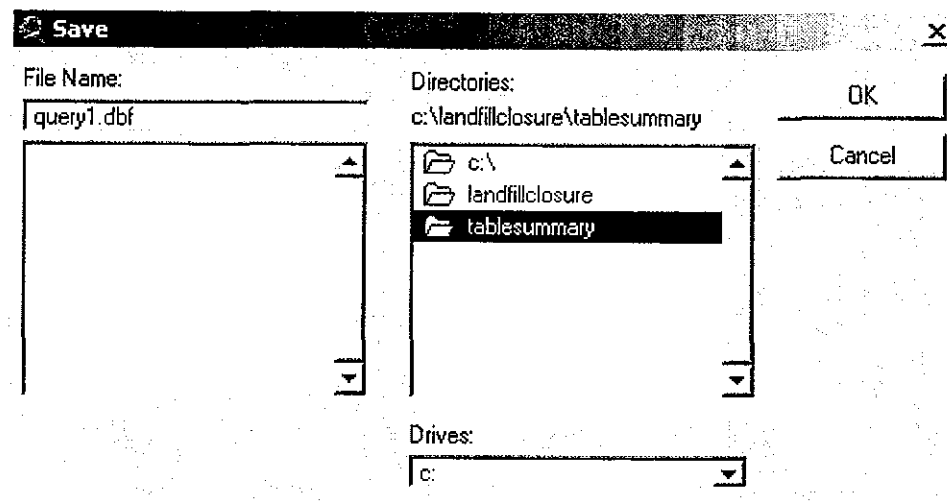 Save
File Name:
query1.dbf
Directories:
c:\landfillclosure\tablesummary
c:\
landfillclosure
tablesummary
OK
Cancel
Drives:
c: